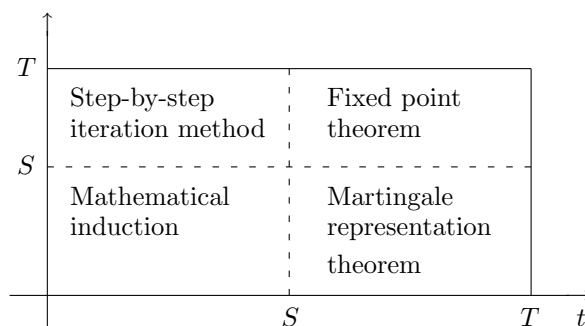 T
Step-by-step
iteration method
Fixed point
theorem
S
Mathematical
induction
Martingale
representation
theorem
S
T
t